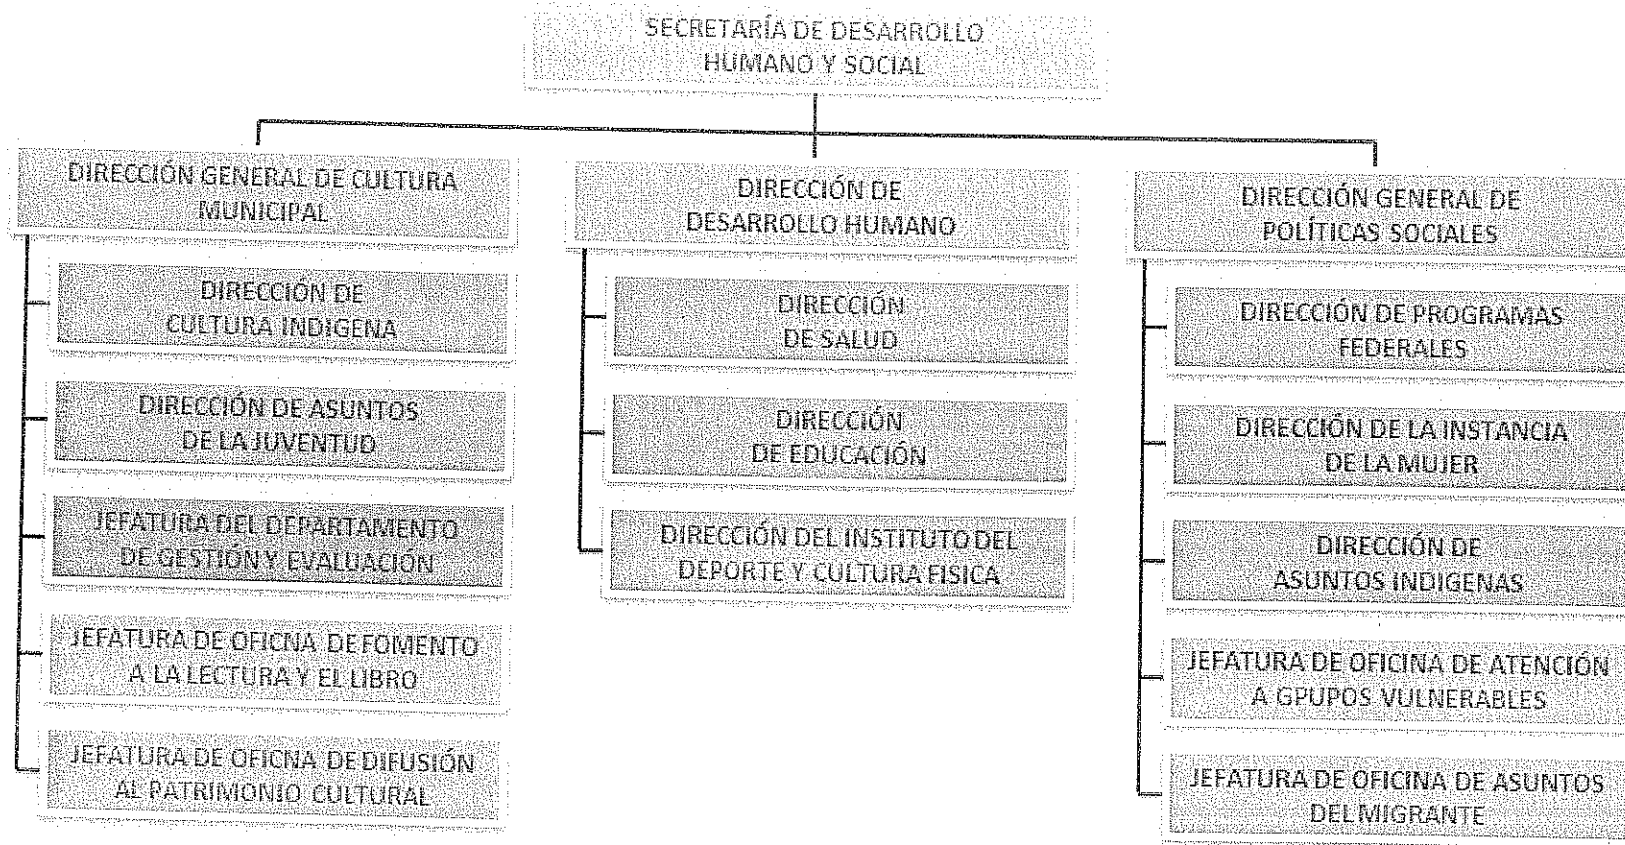 SECRETARÍA DE DESARROLLO
HUMANO Y SOCIAL
DIRECCIÓN GENERAL DE CULTURA
MUNICIPAL
DIRECCIÓN DE
CULTURA INDIGENA
DIRECCIÓN DE ASUNTOS
DE LA JUVENTUD
JEFATURA DEL DEPARTAMENTO
DE GESTIÓN Y EVALUACIÓN
JEFATURA DE OFICNA DE FOMENTO
A LA LECTURA Y EL LIBRO
JEFATURA DE OFICNA DE DIFUSIÓN
AL PATRIMONIO CULTURAL
DIRECCIÓN DE
DESARROLLO HUMANO
DIRECCIÓN
DE SALUD
DIRECCIÓN
DE EDUCACIÓN
DIRECCIÓN DEL INSTITUTO DEL
DEPORTE Y CULTURA FISICA
DIRECCIÓN GENERAL DE
POLÍTICAS SOCIALES
DIRECCIÓN DE PROGRAMAS
FEDERALES
DIRECCIÓN DE LA INSTANCIA
DE LA MUJER
DIRECCIÓN DE
ASUNTOS INDIGENAS
JEFATURA DE OFICINA DE ATENCIÓN
A GPUPOS VULNERABLES
JEFATURA DE OFICINA DE ASUNTOS
DEL MIGRANTE